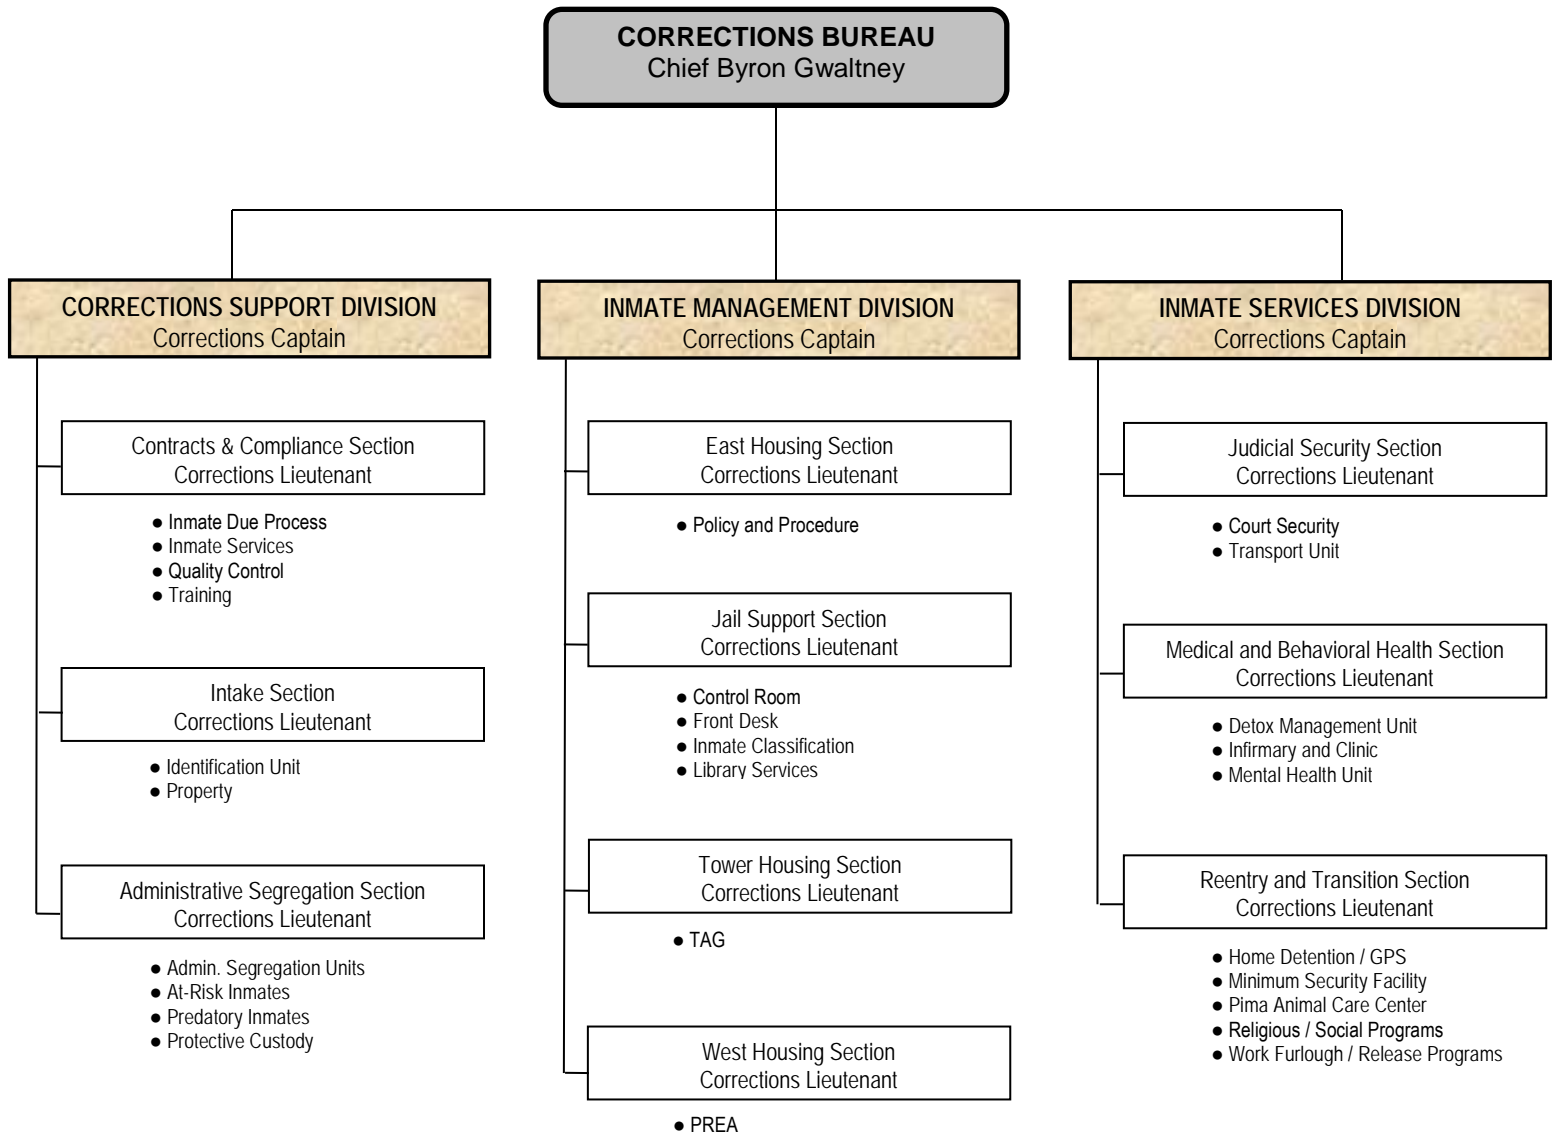 CORRECTIONS BUREAU
Chief Byron Gwaltney
CORRECTIONS SUPPORT DIVISION
Corrections Captain
Contracts & Compliance Section
Corrections Lieutenant
● Inmate Due Process
● Inmate Services
● Quality Control
● Training
Intake Section
Corrections Lieutenant
● Identification Unit
● Property
Administrative Segregation Section
Corrections Lieutenant
● Admin. Segregation Units
● At-Risk Inmates
● Predatory Inmates
● Protective Custody
INMATE MANAGEMENT DIVISION
Corrections Captain
East Housing Section
Corrections Lieutenant
● Policy and Procedure
Jail Support Section
Corrections Lieutenant
● Control Room
● Front Desk
● Inmate Classification
● Library Services
Tower Housing Section
Corrections Lieutenant
● TAG
West Housing Section
Corrections Lieutenant
● PREA
INMATE SERVICES DIVISION
Corrections Captain
Judicial Security Section
Corrections Lieutenant
● Court Security
● Transport Unit
Medical and Behavioral Health Section
Corrections Lieutenant
● Detox Management Unit
● Infirmary and Clinic
● Mental Health Unit
Reentry and Transition Section
Corrections Lieutenant
● Home Detention / GPS
● Minimum Security Facility
● Pima Animal Care Center
● Religious / Social Programs
● Work Furlough / Release Programs